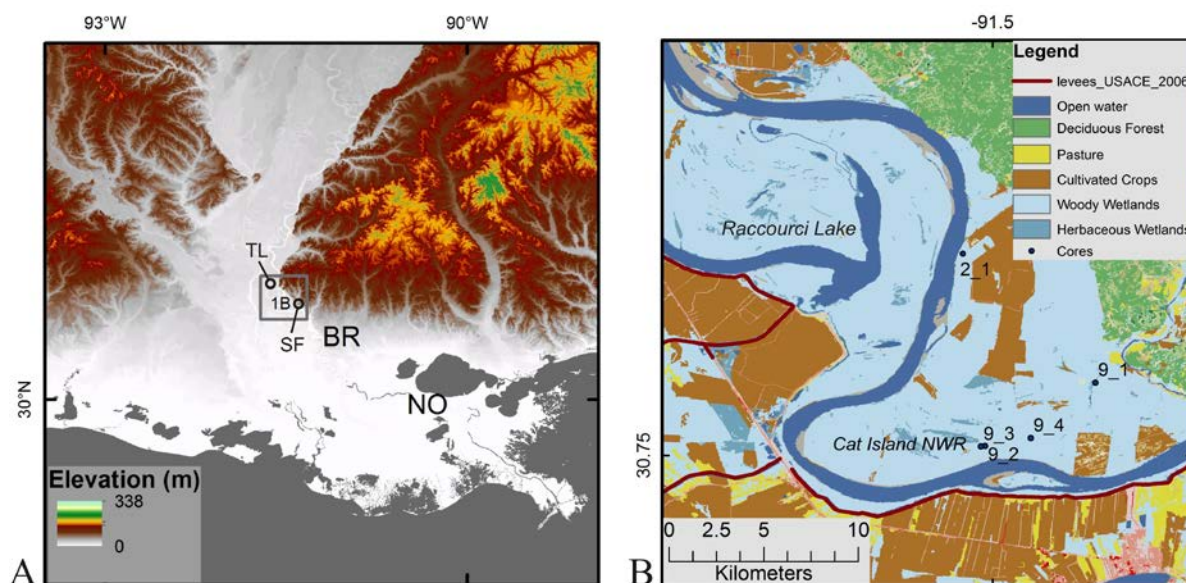 93°W
90°W
TL
1B
SF
BR
NO
30°N
Elevation (m)
338
0
A
-91.5
Legend
levees_USACE_2006
Open water
Deciduous Forest
Pasture
Cultivated Crops
Woody Wetlands
Herbaceous Wetlands
Cores
Raccourci Lake
2_1
9_1
9_4
9_3
9_2
Cat Island NWR
30.75
0 2.5 5 10
Kilometers
B